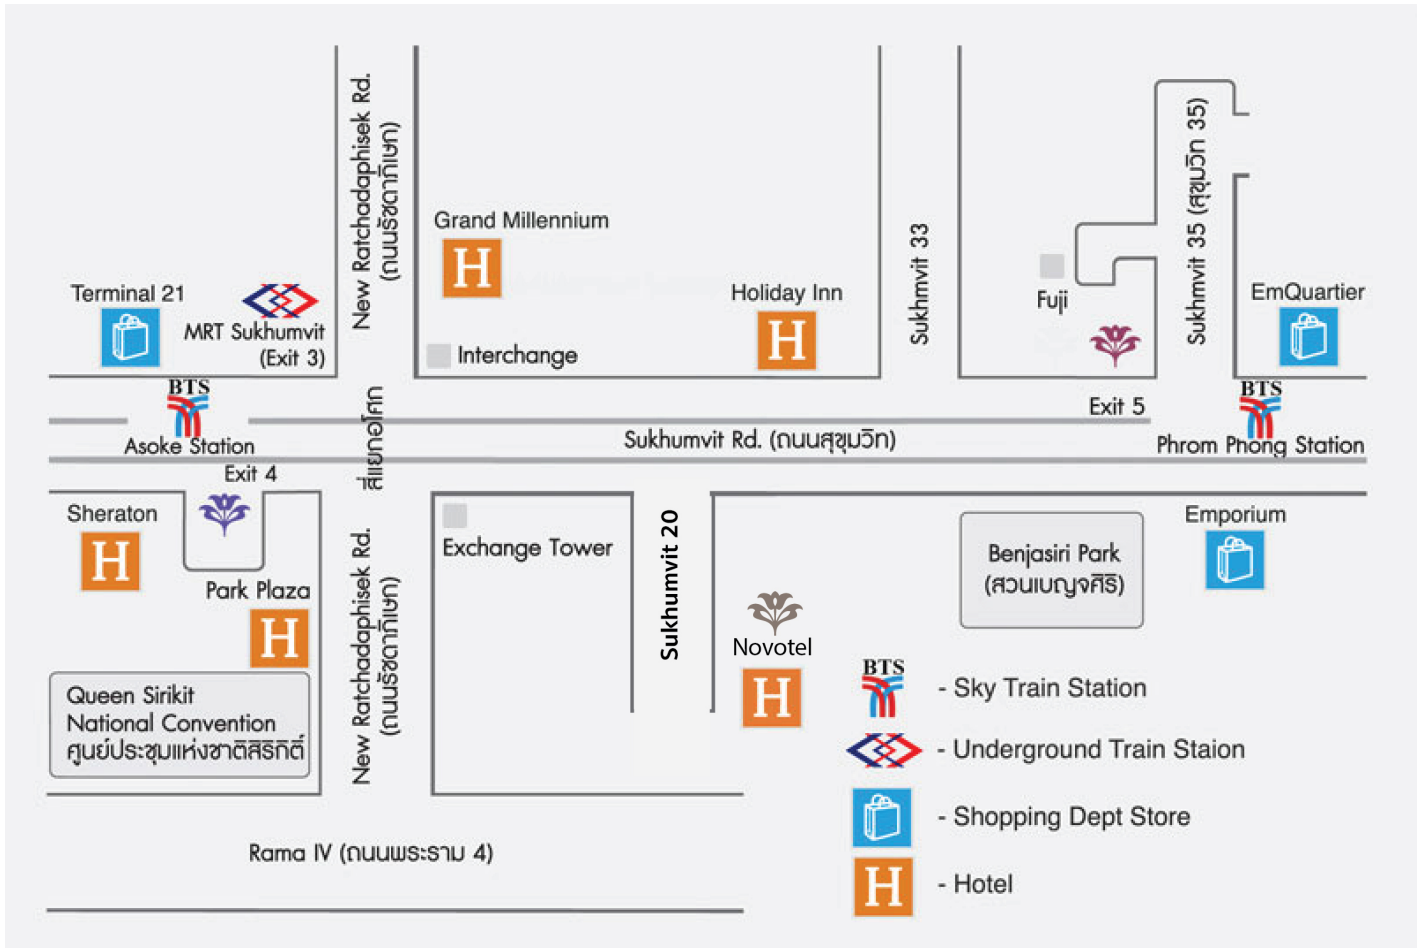 New Ratchadaphisek Rd.
(ถนนรัชดาภิเษก)
Grand Millennium
H
Terminal 21
MRT Sukhumvit
(Exit 3)
Interchange
Holiday Inn
H
Sukhmvit 33
Fuji
Sukhmvit 35 (สุขุมวิท 35)
EmQuartier
BTS
Asoke Station
Exit 4
สี่แยกอโศก
Sukhumvit Rd. (ถนนสุขุมวิท)
Exit 5
BTS
Phrom Phong Station
Sheraton
H
Park Plaza
H
Queen Sirikit
National Convention
ศูนย์ประชุมแห่งชาติสิริกิติ์
New Ratchadaphisek Rd.
(ถนนรัชดาภิเษก)
Exchange Tower
Sukhumvit 20
Novotel
H
Benjasiri Park
(สวนเบญจศิริ)
Emporium
Rama IV (ถนนพระราม 4)
BTS
- Sky Train Station
- Underground Train Staion
- Shopping Dept Store
H
- Hotel